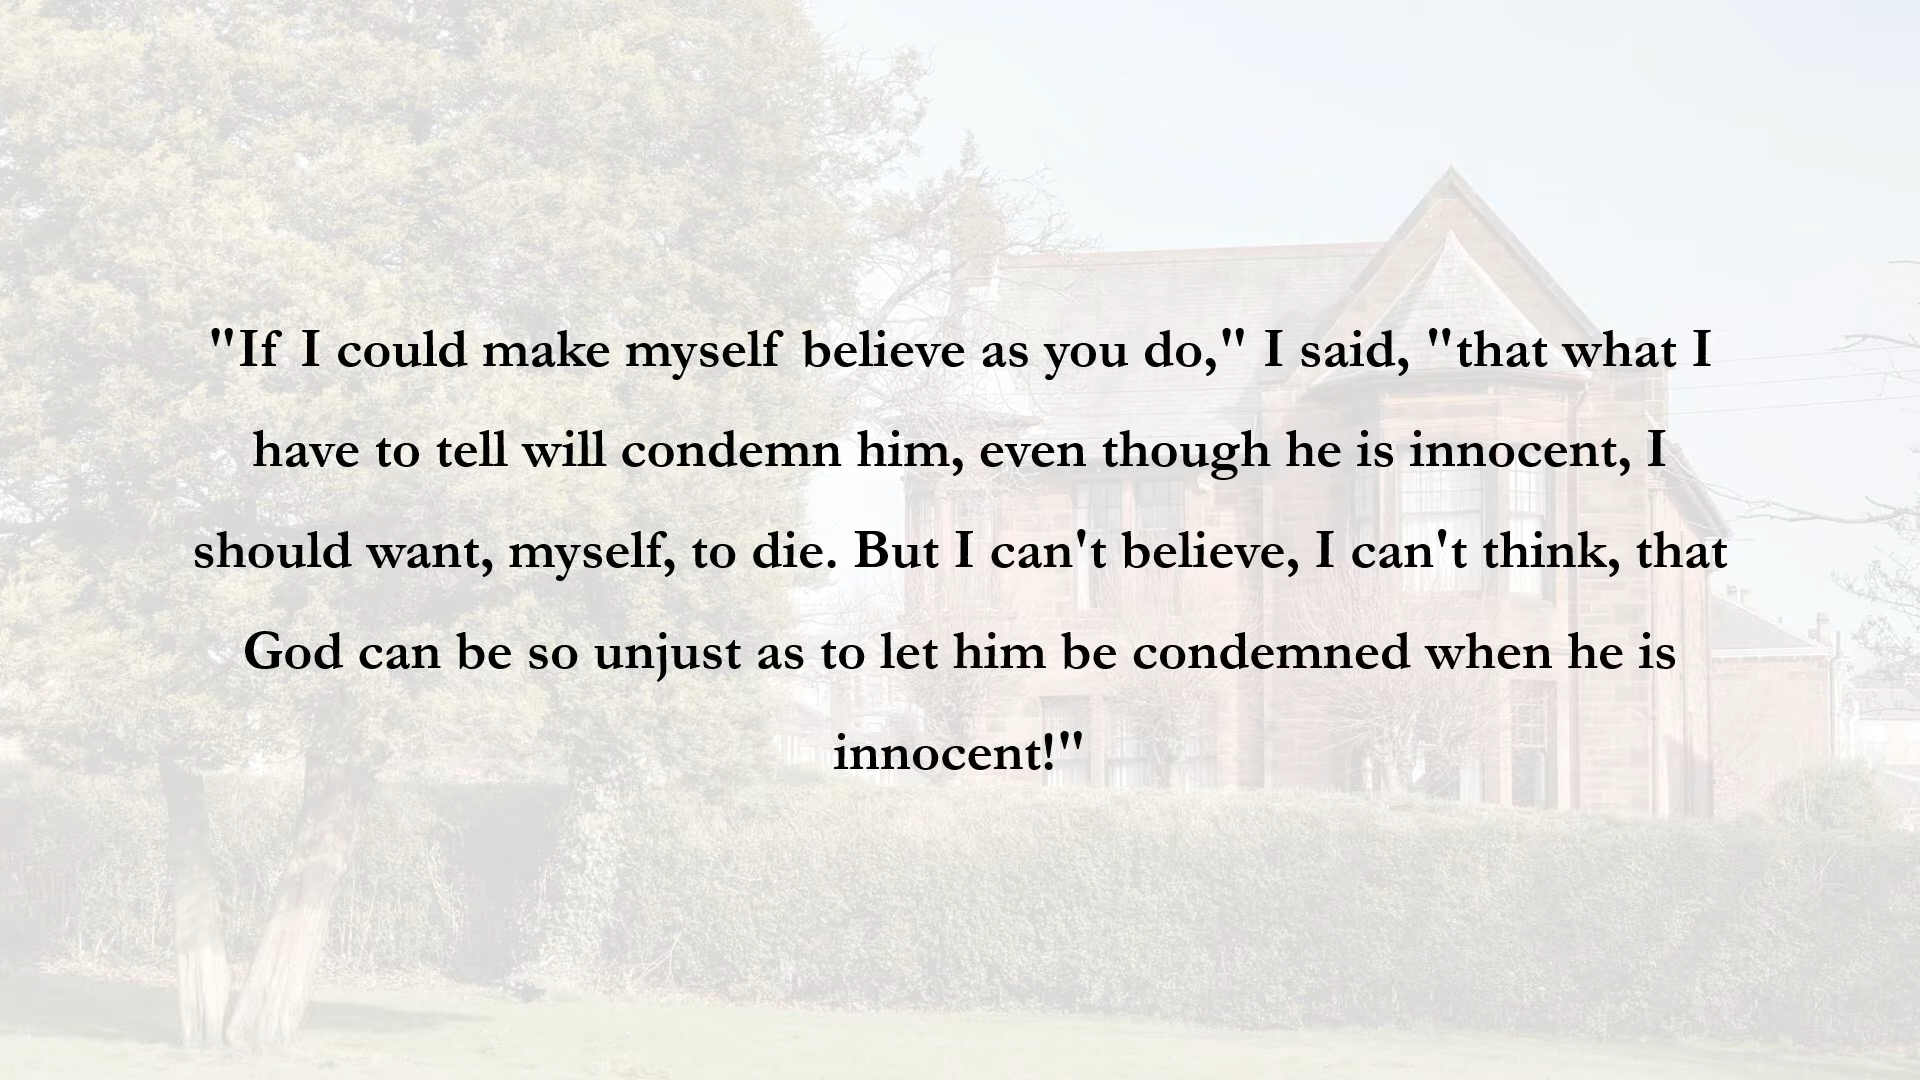 "If I could make myself believe as you do," I said, "that what I
have to tell will condemn him, even though he is innocent, I
should want, myself, to die. But I can't believe, I can't think, that
God can be so unjust as to let him be condemned when he is
innocent!"